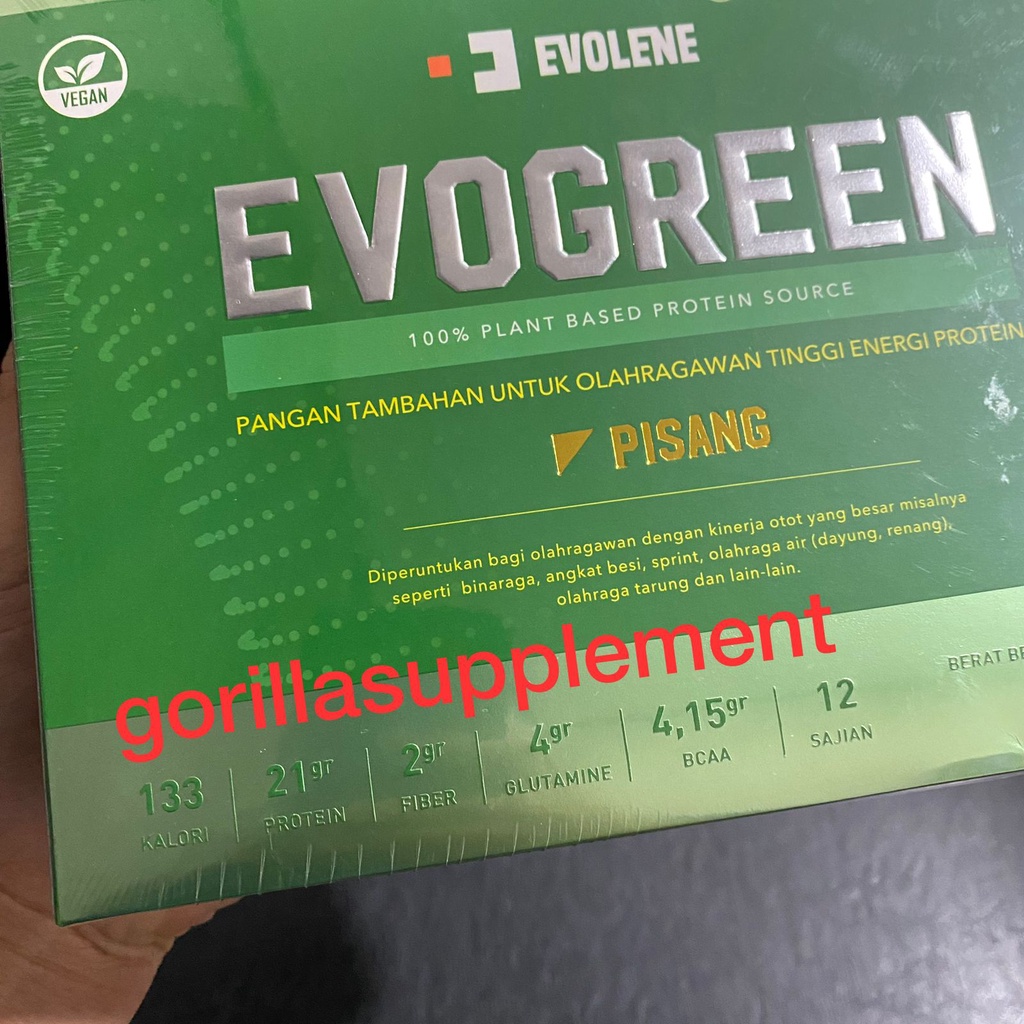 VEGAN
EVOLENE
EVOGREEN
100% PLANT BASED PROTEIN SOURCE
PANGAN TAMBAHAN UNTUK OLAHRAGAWAN TINGGI ENERGI PROTEIN
PISANG
Diperuntukan bagi olahragawan dengan kinerja otot yang besar misalnya
seperti binaraga, angkat besi, sprint, olahraga air (dayung, renang),
olahraga tarung dan lain-lain.
gorillasupplement
BERAT
133 21gr 2gr 4gr 4,15gr 12
KALORI PROTEIN FIBER GLUTAMINE BCAA SAJIAN